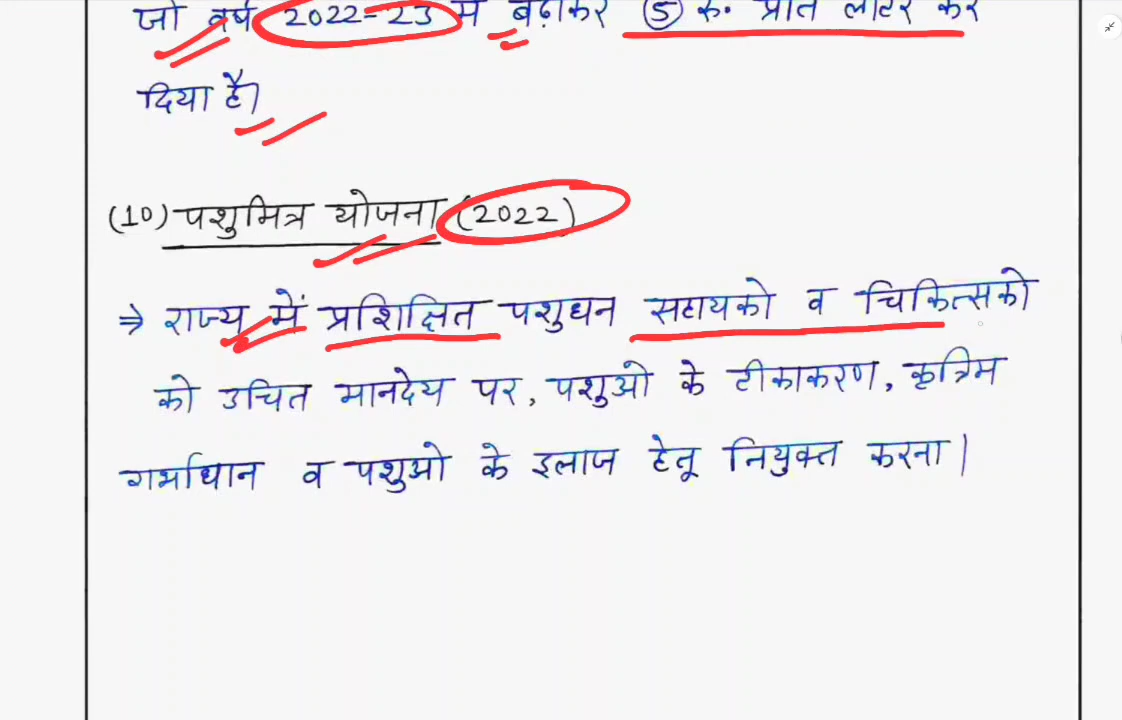 जो वर्ष 2022-23 में बढ़ाकर (5) रु. प्रति लीटर कर
दिया है।
(10) पशुमित्र योजना (2022)
⇒ राज्य में प्रशिक्षित पशुधन सहायको व चिकित्सको
को उचित मानदेय पर, पशुओ के टीकाकरण, कृत्रिम
गर्भाधान व पशुओ के इलाज हेतू नियुक्त करना।